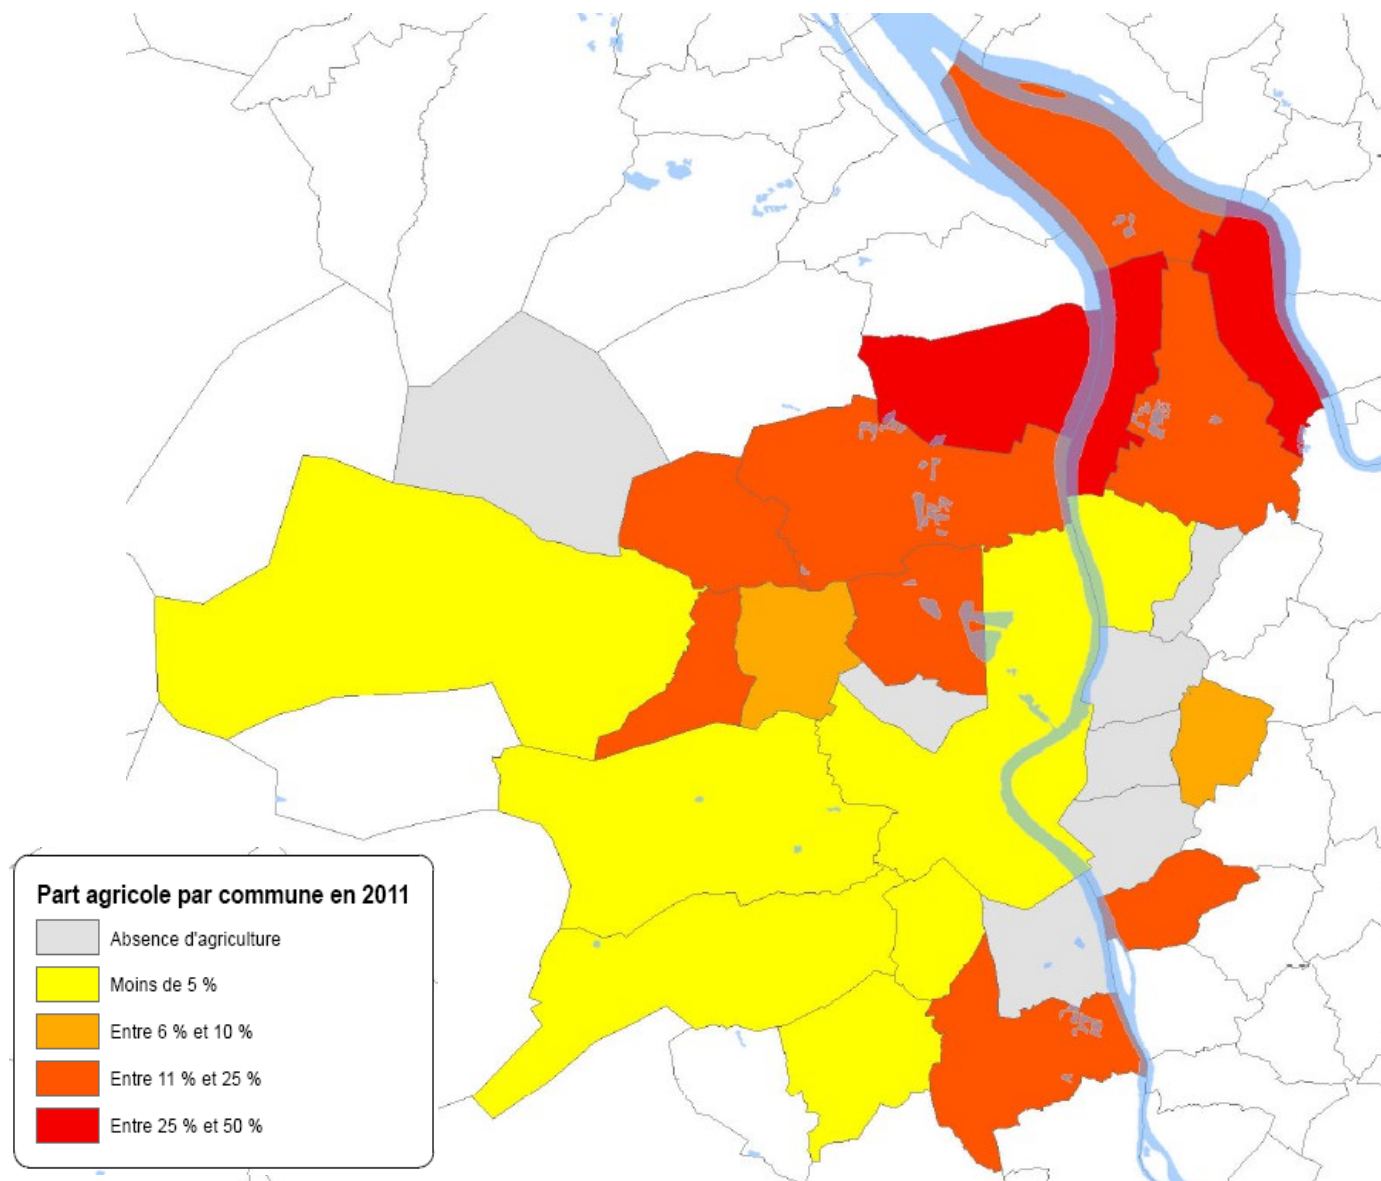 Part agricole par commune en 2011
Absence d'agriculture
Moins de 5 %
Entre 6 % et 10 %
Entre 11 % et 25 %
Entre 25 % et 50 %